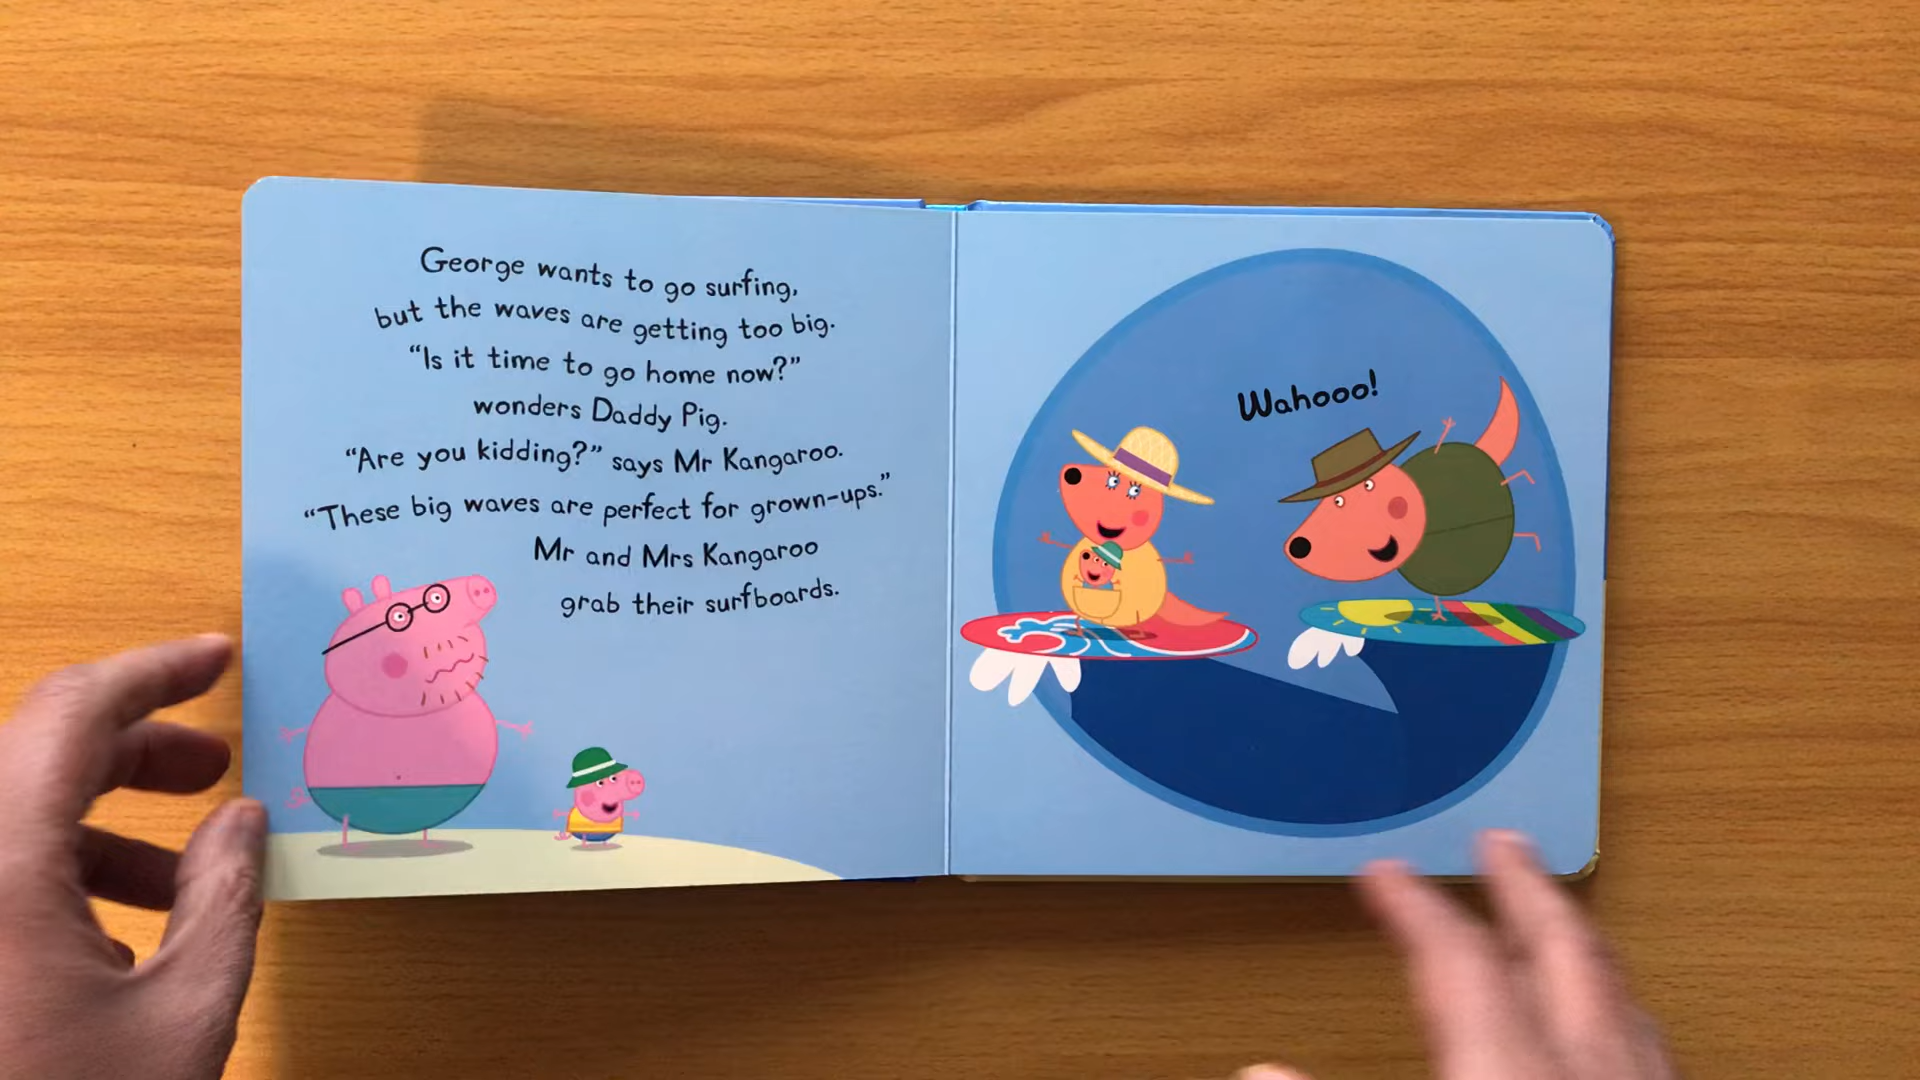 George wants to go surfing,
but the waves are getting too big.
“Is it time to go home now?”
wonders Daddy Pig.
“Are you kidding?” says Mr Kangaroo.
“These big waves are perfect for grown-ups.”
Mr and Mrs Kangaroo
grab their surfboards.
Wahooo!